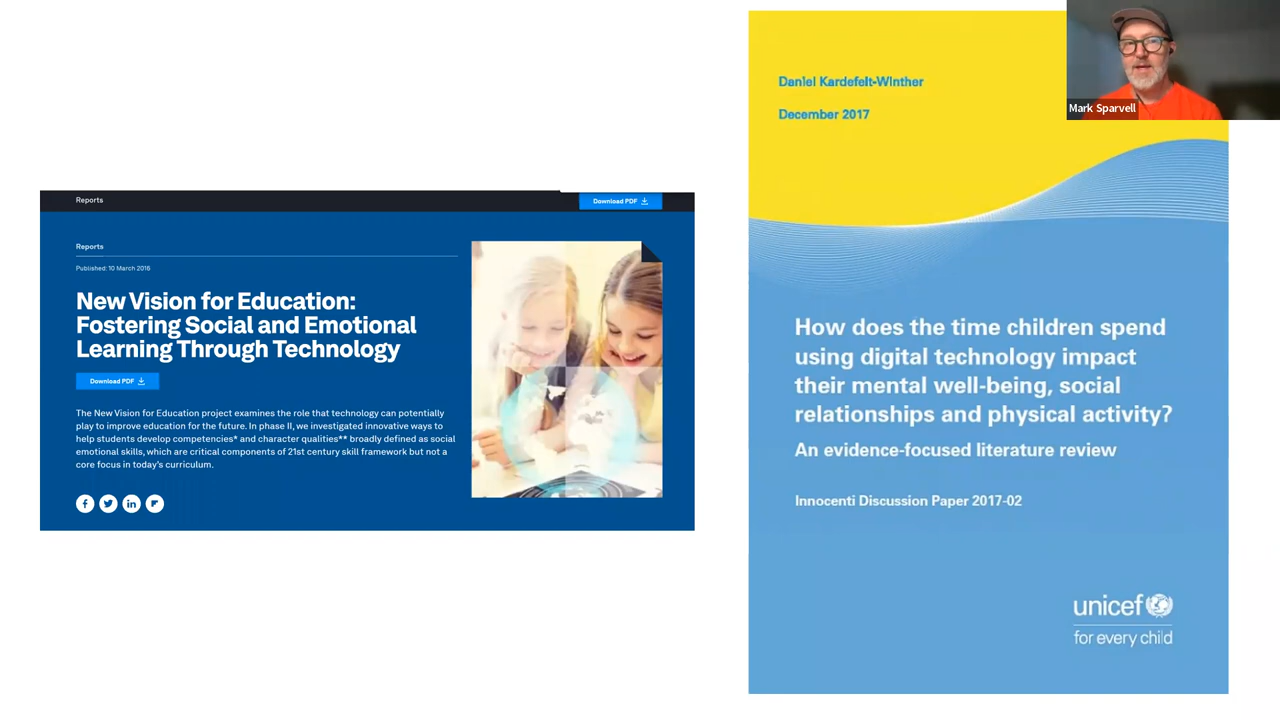 Reports
Download PDF
Reports
Published: 10 March 2016
New Vision for Education:
Fostering Social and Emotional
Learning Through Technology
Download PDF
The New Vision for Education project examines the role that technology can potentially
play to improve education for the future. In phase II, we investigated innovative ways to
help students develop competencies* and character qualities** broadly defined as social
emotional skills, which are critical components of 21st century skill framework but not a
core focus in today's curriculum.
Daniel Kardefelt-Winther
December 2017
How does the time children spend
using digital technology impact
their mental well-being, social
relationships and physical activity?
An evidence-focused literature review
Innocenti Discussion Paper 2017-02
unicef
for every child
Mark Sparvell